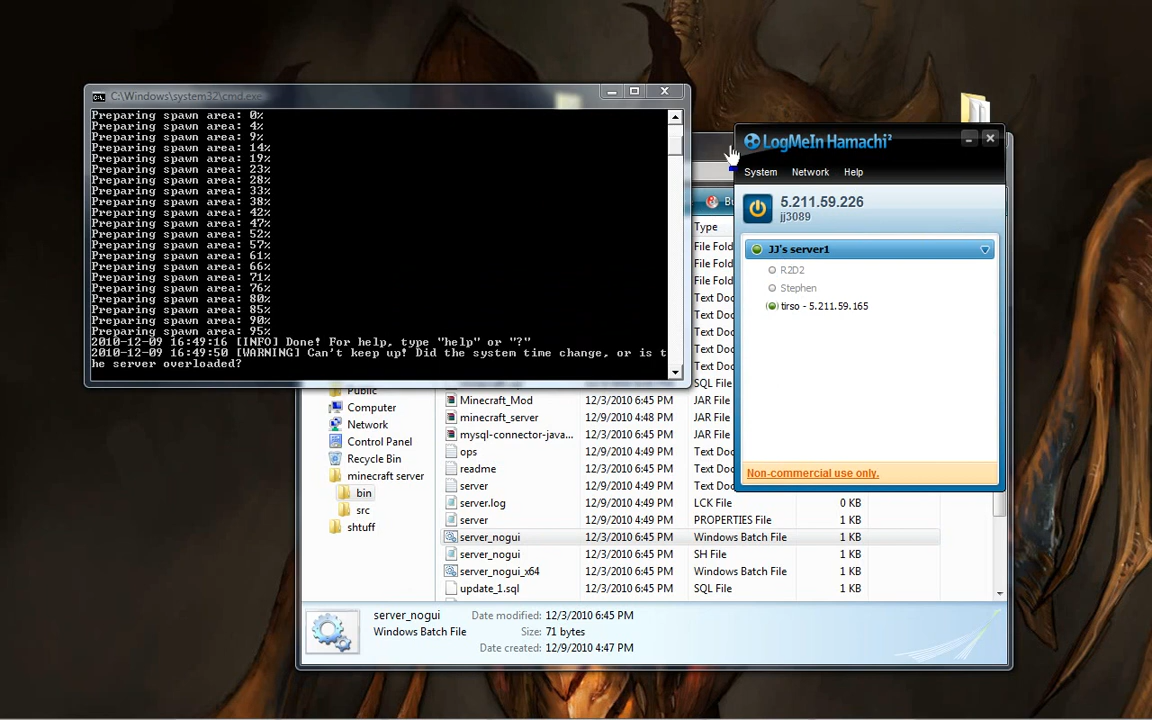 C:\Windows\system32\cmd.exe
Preparing spawn area: 0%
Preparing spawn area: 4%
Preparing spawn area: 9%
Preparing spawn area: 14%
Preparing spawn area: 19%
Preparing spawn area: 23%
Preparing spawn area: 28%
Preparing spawn area: 33%
Preparing spawn area: 38%
Preparing spawn area: 42%
Preparing spawn area: 47%
Preparing spawn area: 52%
Preparing spawn area: 57%
Preparing spawn area: 61%
Preparing spawn area: 66%
Preparing spawn area: 71%
Preparing spawn area: 76%
Preparing spawn area: 80%
Preparing spawn area: 85%
Preparing spawn area: 90%
Preparing spawn area: 95%
2010-12-09 16:49:16 [INFO] Done! For help, type "help" or "?"
2010-12-09 16:49:50 [WARNING] Can't keep up! Did the system time change, or is t
he server overloaded?
LogMeIn Hamachi²
System Network Help
5.211.59.226
jj3089
JJ's server1
R2D2
Stephen
tirso - 5.211.59.165
Non-commercial use only.
Type
File Fold
File Fold
Text Doc
Text Doc
Text Doc
Text Doc
Text Doc
SQL File
12/3/2010 6:45 PM
Public
Computer
Network
Control Panel
Recycle Bin
minecraft server
bin
src
shtuff
Minecraft_Mod 12/3/2010 6:45 PM JAR File
minecraft_server 12/9/2010 4:48 PM JAR File
mysql-connector-java... 12/3/2010 6:45 PM JAR File
ops 12/9/2010 4:49 PM Text Doc
readme 12/3/2010 6:45 PM Text Doc
server 12/9/2010 4:49 PM Text Doc
server.log 12/9/2010 4:49 PM LCK File 0 KB
server 12/9/2010 4:49 PM PROPERTIES File 1 KB
server_nogui 12/3/2010 6:45 PM Windows Batch File 1 KB
server_nogui 12/3/2010 6:45 PM SH File 1 KB
server_nogui_x64 12/3/2010 6:45 PM Windows Batch File 1 KB
update_1.sql 12/3/2010 6:45 PM SQL File 1 KB
server_nogui Date modified: 12/3/2010 6:45 PM
Windows Batch File Size: 71 bytes
Date created: 12/9/2010 4:47 PM